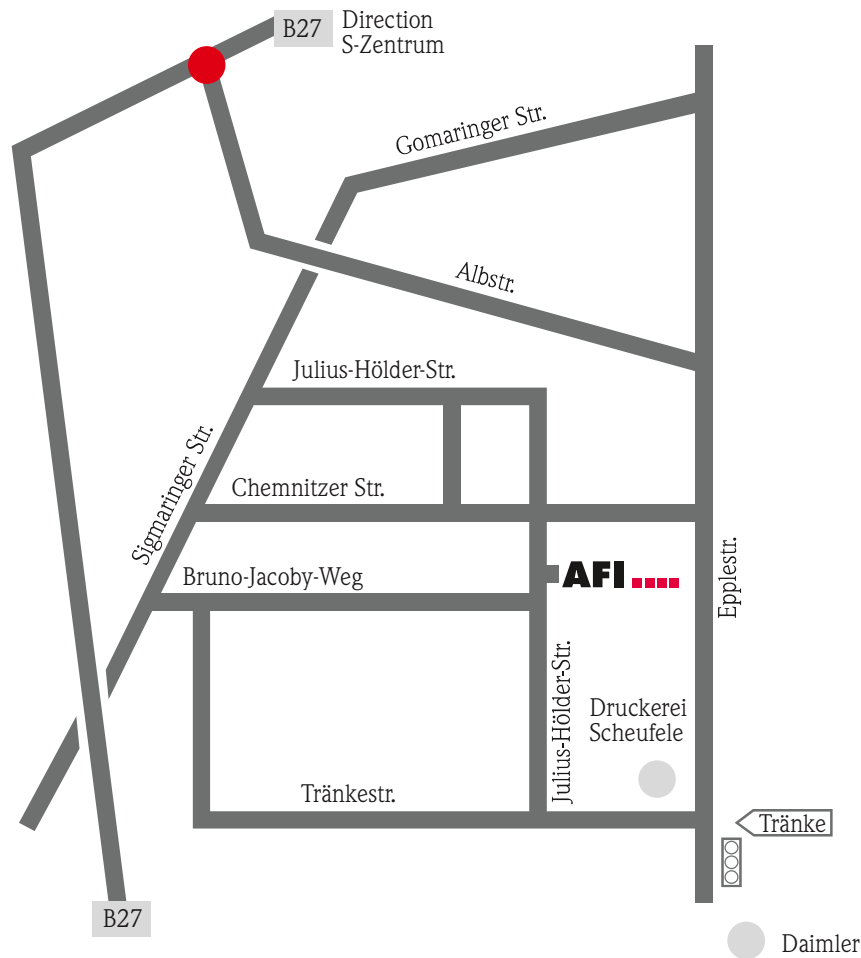 B27
Direction
S-Zentrum
Gomaringer Str.
Albstr.
Julius-Hölder-Str.
Sigmaringer Str.
Chemnitzer Str.
Bruno-Jacoby-Weg
AFI
Epplestr.
Julius-Hölder-Str.
Druckerei
Scheufele
Tränkestr.
Tränke
B27
Daimler